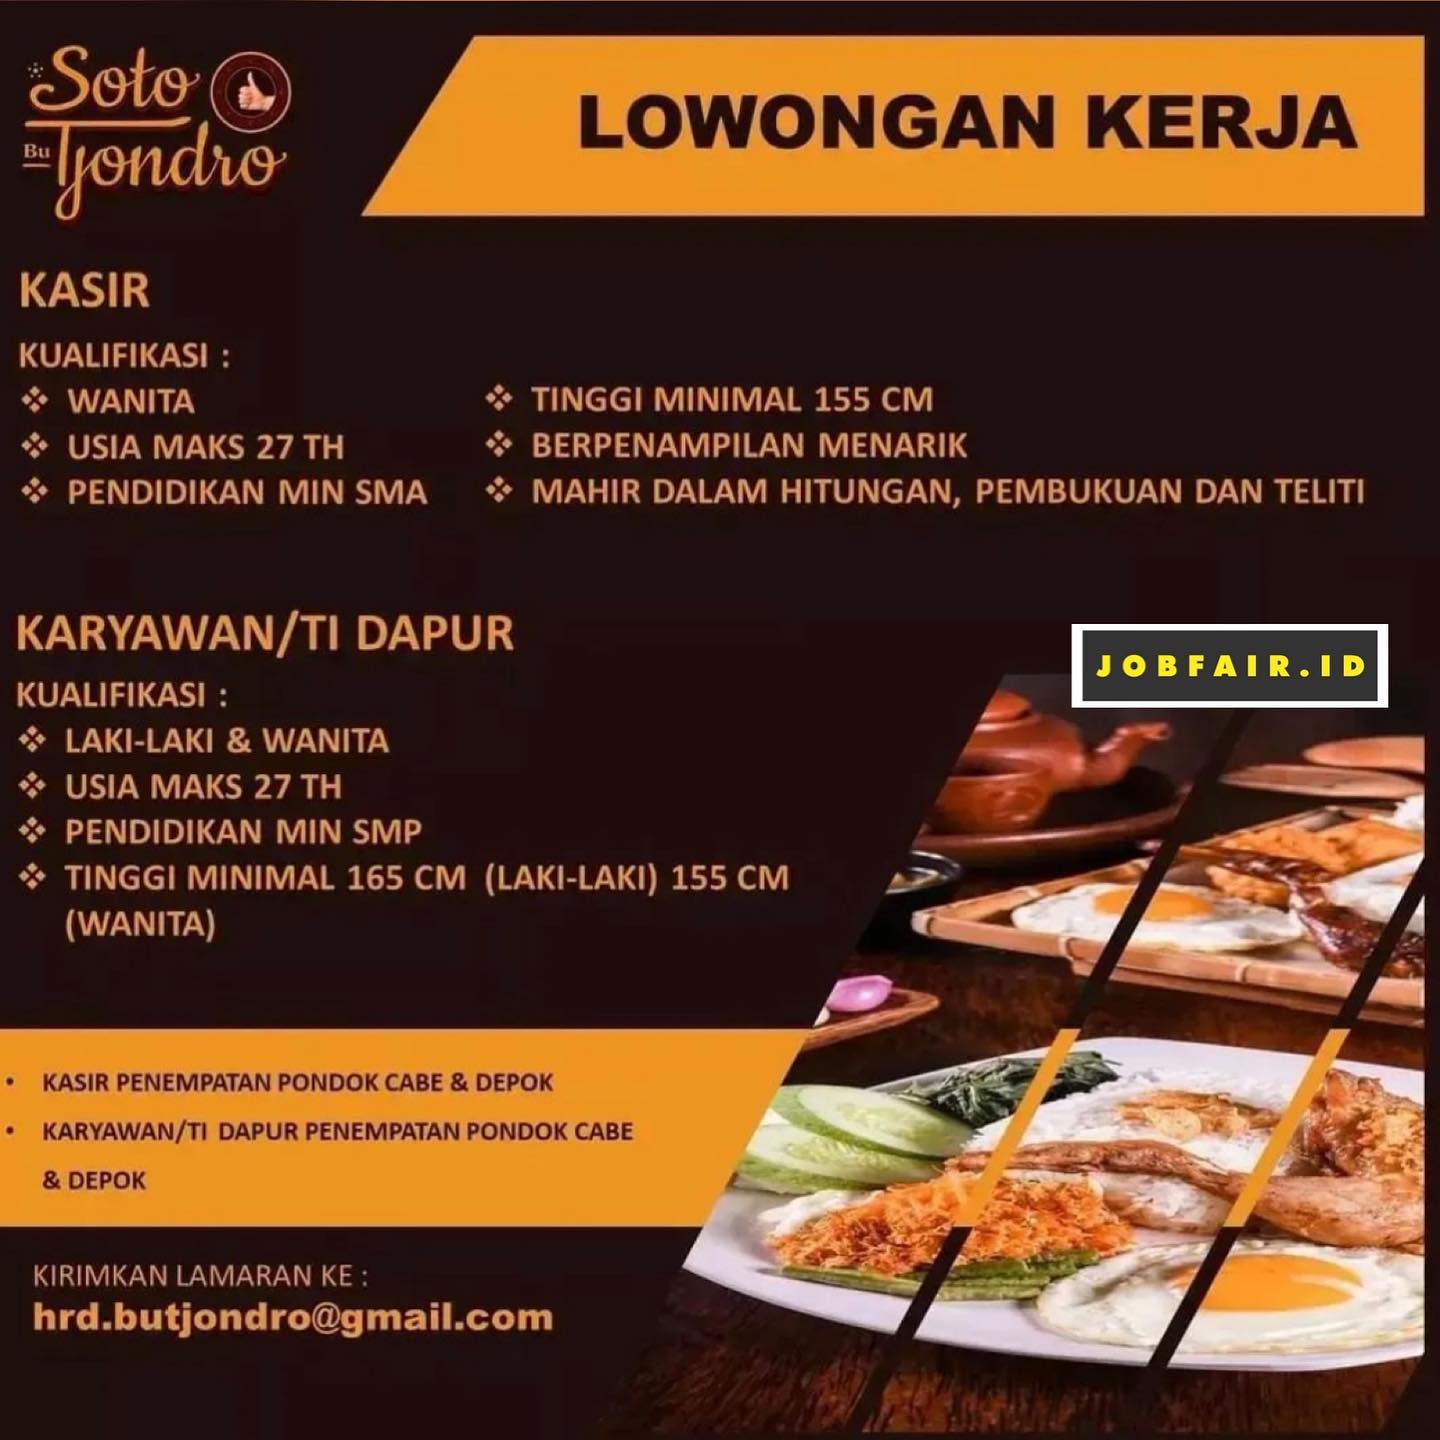 Soto
Bu Tjondro
LOWONGAN KERJA
KASIR
KUALIFIKASI :
❖ WANITA
❖ USIA MAKS 27 TH
❖ PENDIDIKAN MIN SMA
❖ TINGGI MINIMAL 155 CM
❖ BERPENAMPILAN MENARIK
❖ MAHIR DALAM HITUNGAN, PEMBUKUAN DAN TELITI
KARYAWAN/TI DAPUR
KUALIFIKASI :
❖ LAKI-LAKI & WANITA
❖ USIA MAKS 27 TH
❖ PENDIDIKAN MIN SMP
❖ TINGGI MINIMAL 165 CM (LAKI-LAKI) 155 CM
(WANITA)
JOBFAIR.ID
• KASIR PENEMPATAN PONDOK CABE & DEPOK
• KARYAWAN/TI DAPUR PENEMPATAN PONDOK CABE
& DEPOK
KIRIMKAN LAMARAN KE :
hrd.butjondro@gmail.com